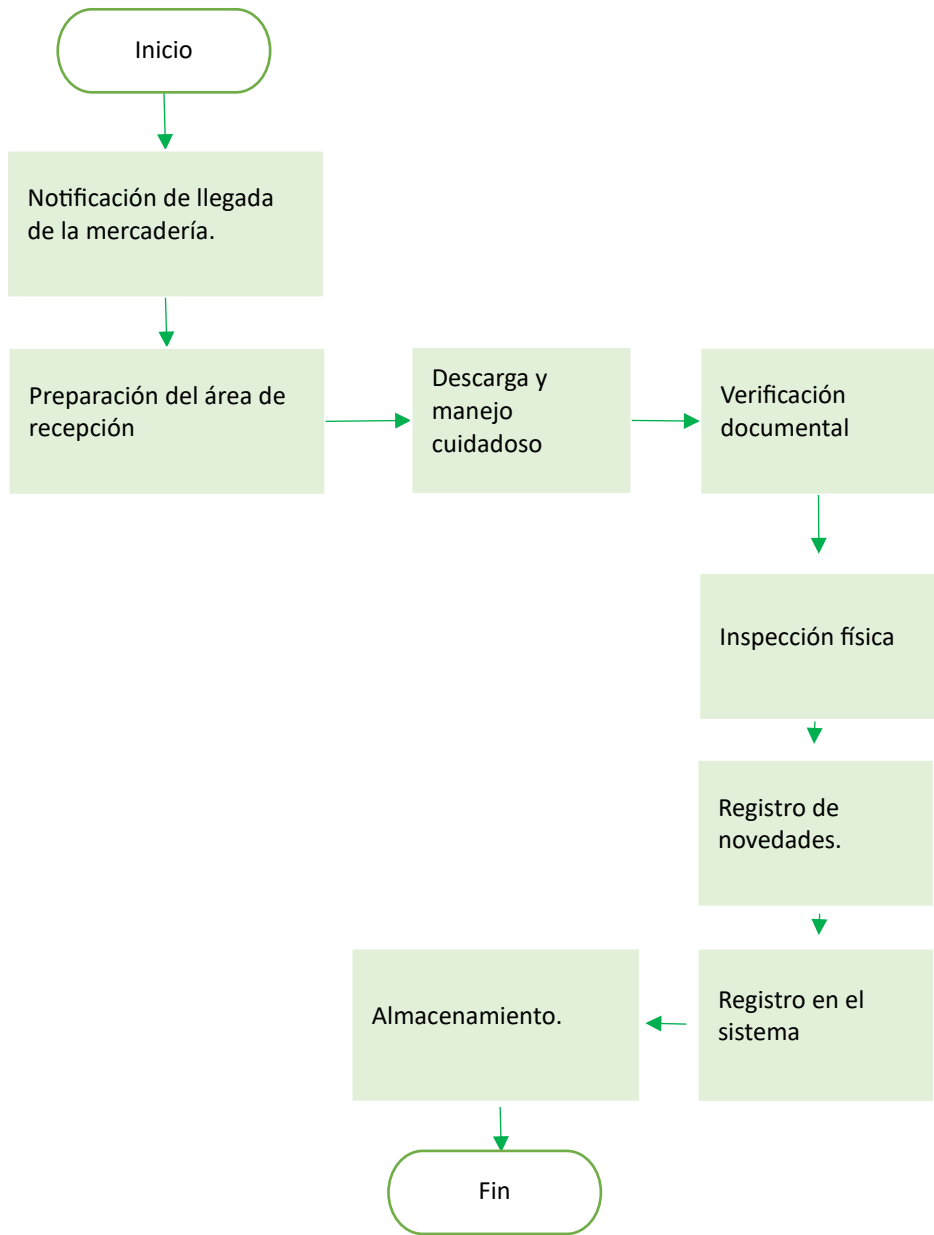 Inicio
Notificación de llegada
de la mercadería.
Preparación del área de
recepción
Descarga y
manejo
cuidadoso
Verificación
documental
Inspección física
Registro de
novedades.
Registro en el
sistema
Almacenamiento.
Fin